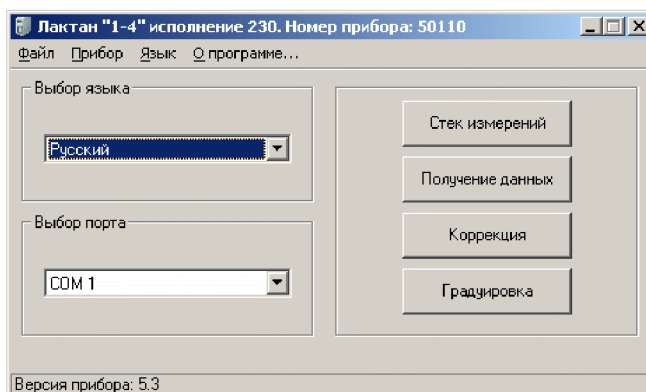 Лактан "1-4" исполнение 230. Номер прибора: 50110
Файл Прибор Язык О программе...
Выбор языка
Русский
Выбор порта
COM 1
Стек измерений
Получение данных
Коррекция
Градуировка
Версия прибора: 5.3